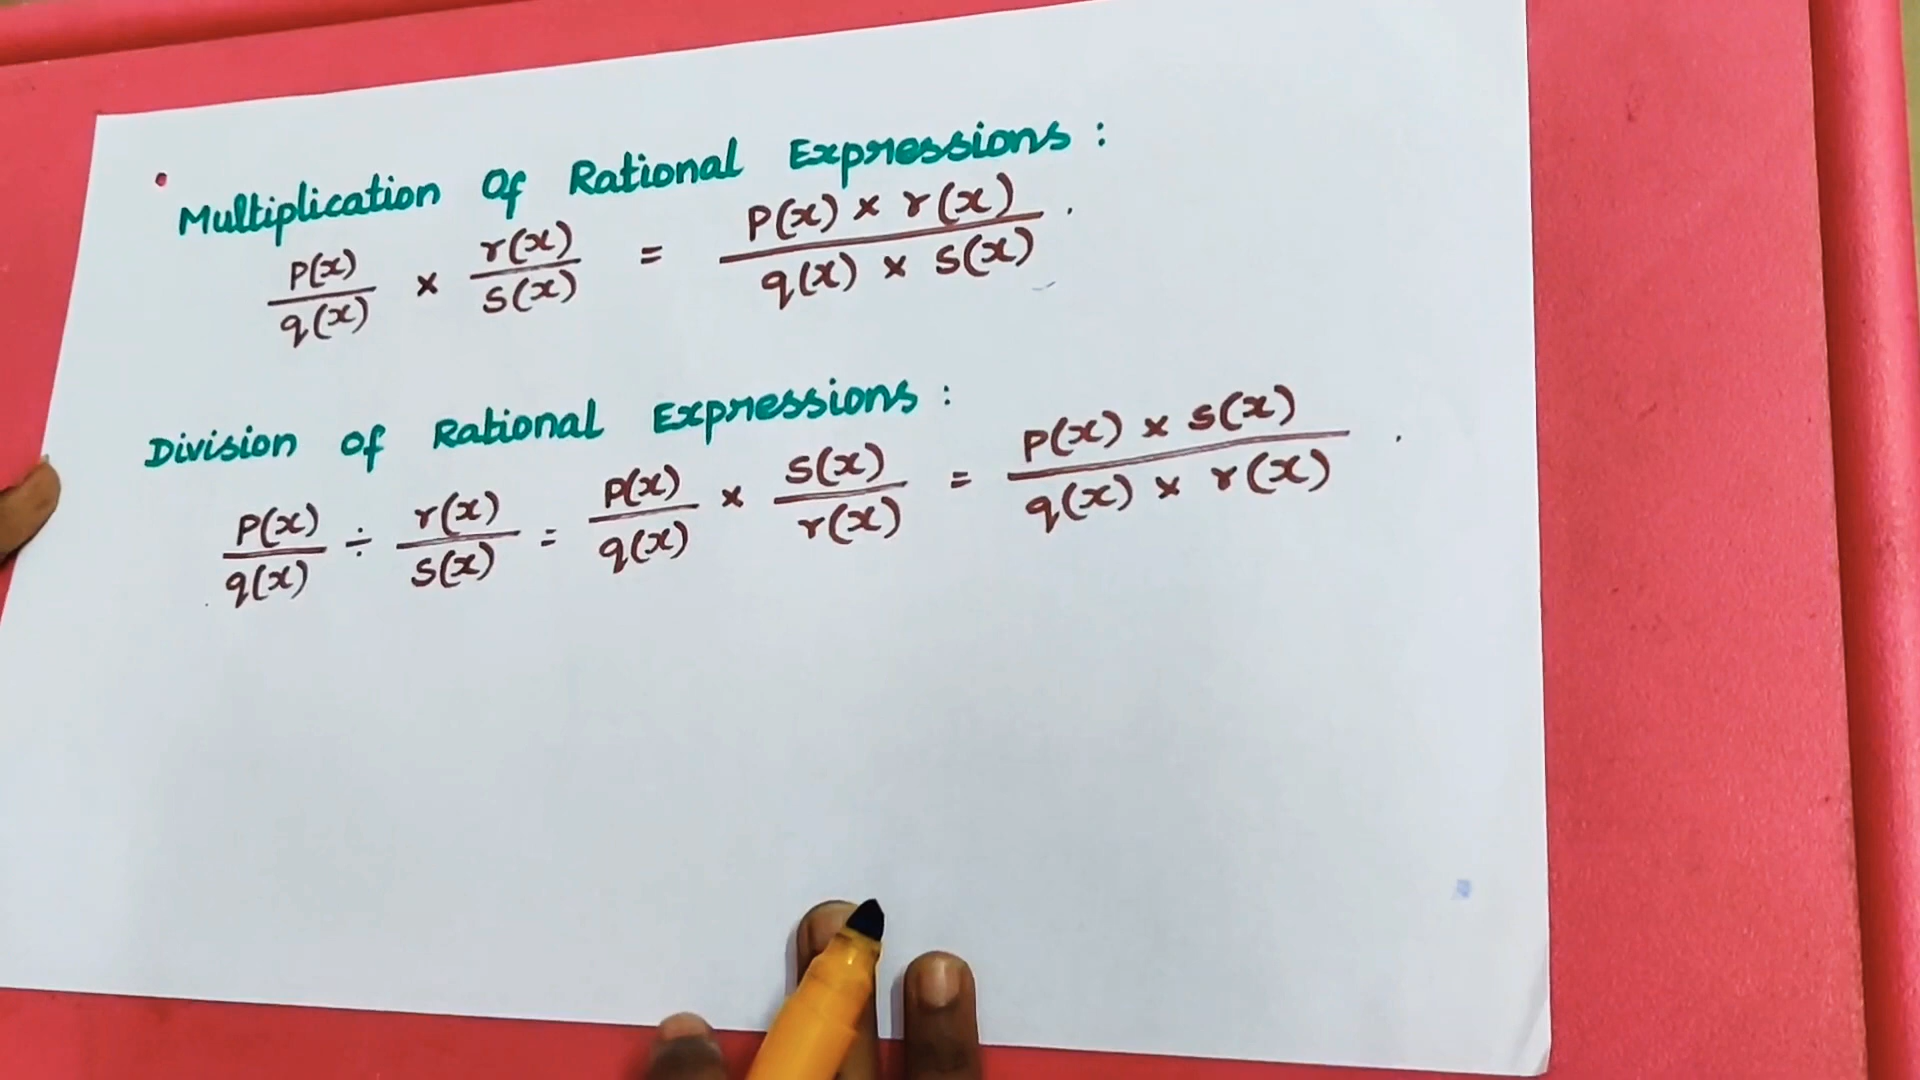 Multiplication Of Rational Expressions :
P(x)/q(x) × r(x)/s(x) = P(x) × r(x) / q(x) × s(x) .
Division of Rational Expressions :
P(x)/q(x) ÷ r(x)/s(x) = P(x)/q(x) × s(x)/r(x) = P(x) × s(x) / q(x) × r(x) .